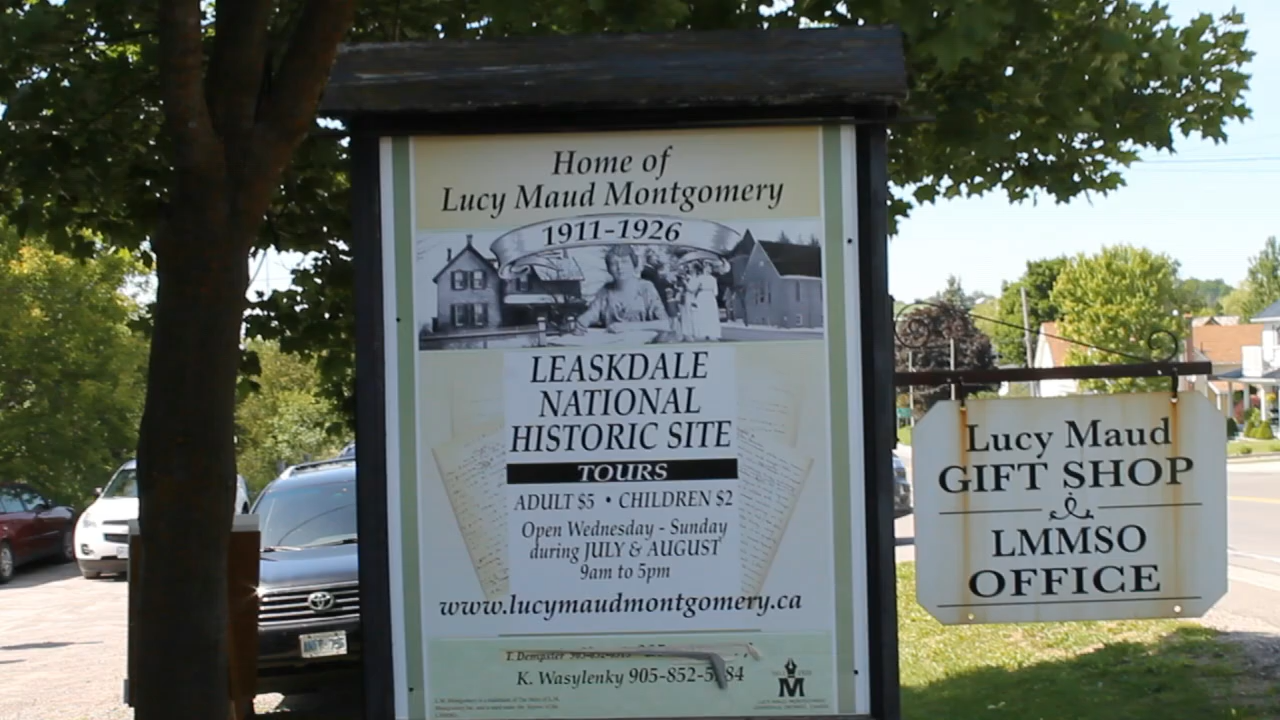 Home of
Lucy Maud Montgomery
1911-1926
LEASKDALE
NATIONAL
HISTORIC SITE
TOURS
ADULT $5 • CHILDREN $2
Open Wednesday - Sunday
during JULY & AUGUST
9am to 5pm
www.lucymaudmontgomery.ca
T. Dempster
K. Wasylenky 905-852-5 84
M
Lucy Maud
GIFT SHOP
LMMSO
OFFICE